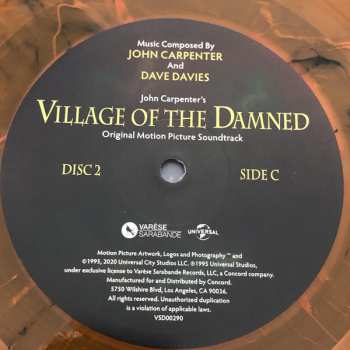 Music Composed By
JOHN CARPENTER
And
DAVE DAVIES
John Carpenter's
VILLAGE OF THE DAMNED
Original Motion Picture Soundtrack
DISC 2 SIDE C
VARÈSE SARABANDE UNIVERSAL
Motion Picture Artwork, Logos and Photography ™ and
©1995, 2020 Universal City Studios LLC. ℗1995 Universal Studios,
under exclusive license to Varèse Sarabande Records, LLC, a Concord company.
Manufactured for and Distributed by Concord.
5750 Wilshire Blvd, Los Angeles, CA 90036.
All rights reserved. Unauthorized duplication
is a violation of applicable laws.
VSD00290